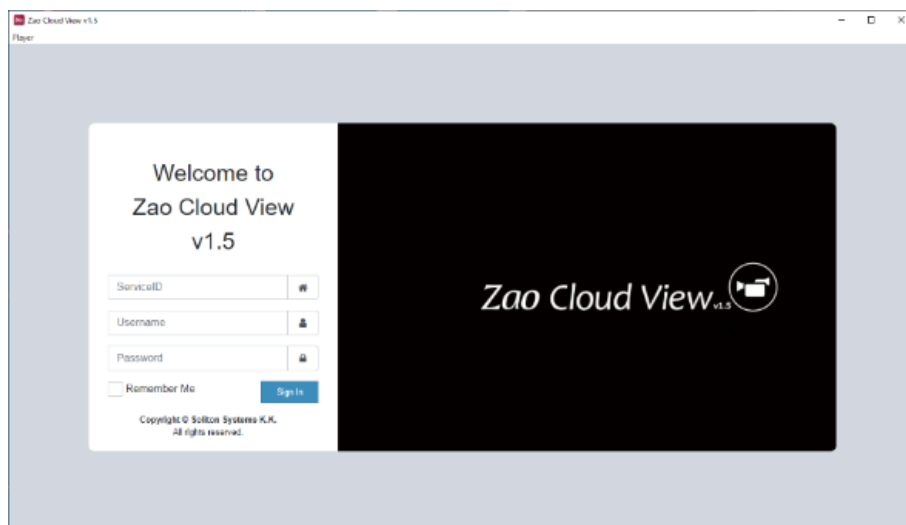 Zao Cloud View v1.5
Player
Welcome to
Zao Cloud View
v1.5
ServiceID
Username
Password
Remember Me
Sign In
Copyright © Soliton Systems K.K.
All rights reserved.
Zao Cloud View v1.5